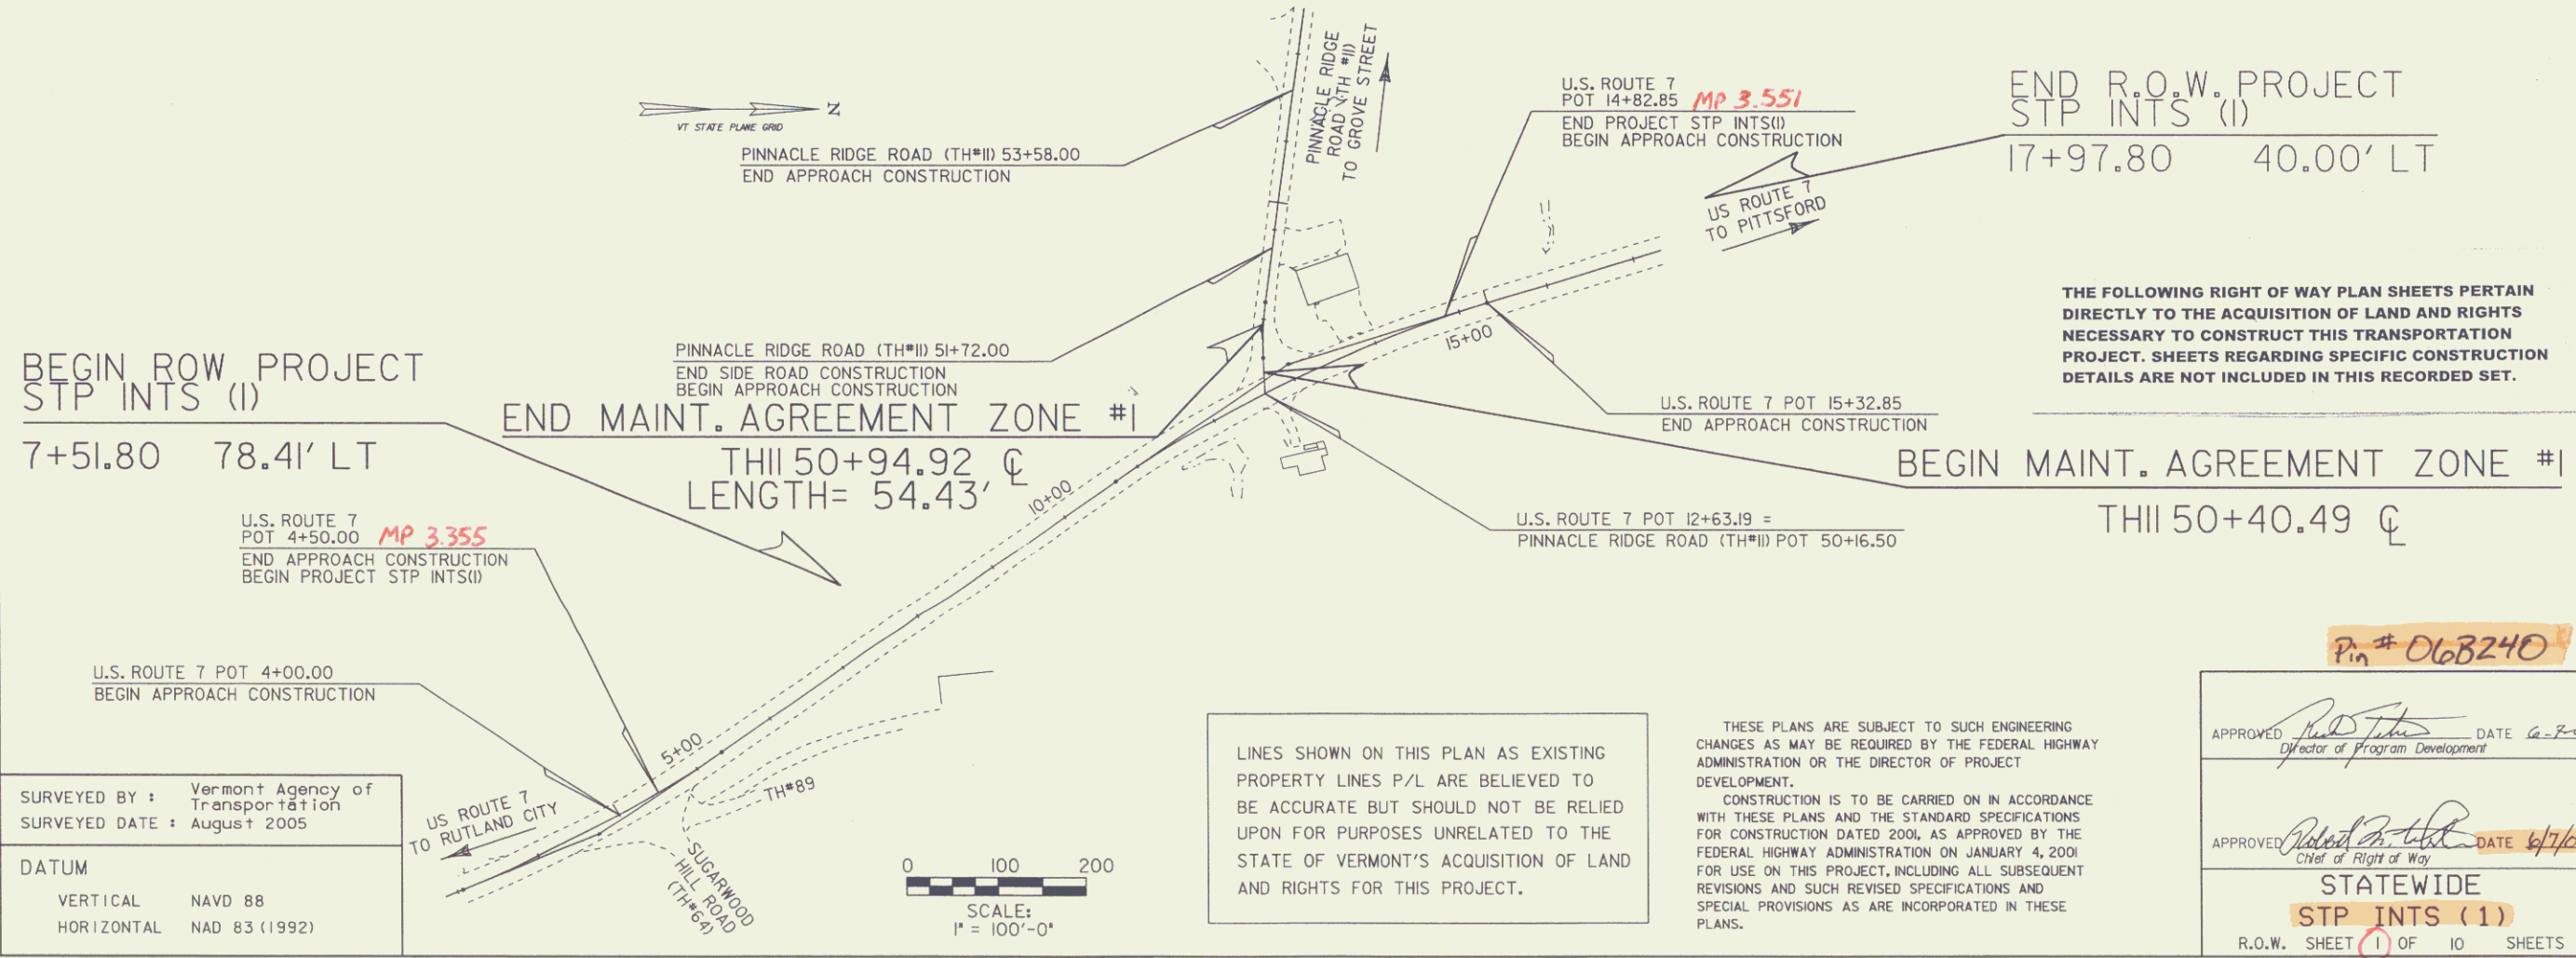 VT STATE PLANE GRID
N
PINNACLE RIDGE ROAD (TH#11) 53+58.00
END APPROACH CONSTRUCTION
PINNACLE RIDGE
ROAD (TH #11)
TO GROVE STREET
U.S. ROUTE 7
POT 14+82.85 MP 3.551
END PROJECT STP INTS(1)
BEGIN APPROACH CONSTRUCTION
END R.O.W. PROJECT
STP INTS (1)
17+97.80 40.00' LT
US ROUTE 7
TO PITTSFORD
THE FOLLOWING RIGHT OF WAY PLAN SHEETS PERTAIN
DIRECTLY TO THE ACQUISITION OF LAND AND RIGHTS
NECESSARY TO CONSTRUCT THIS TRANSPORTATION
PROJECT. SHEETS REGARDING SPECIFIC CONSTRUCTION
DETAILS ARE NOT INCLUDED IN THIS RECORDED SET.
BEGIN ROW PROJECT
STP INTS (1)
7+51.80 78.41' LT
PINNACLE RIDGE ROAD (TH#11) 51+72.00
END SIDE ROAD CONSTRUCTION
BEGIN APPROACH CONSTRUCTION
END MAINT. AGREEMENT ZONE #1
TH11 50+94.92 ℄
LENGTH= 54.43'
15+00
U.S. ROUTE 7 POT 15+32.85
END APPROACH CONSTRUCTION
BEGIN MAINT. AGREEMENT ZONE #1
TH11 50+40.49 ℄
10+00
U.S. ROUTE 7 POT 12+63.19 =
PINNACLE RIDGE ROAD (TH#11) POT 50+16.50
U.S. ROUTE 7
POT 4+50.00 MP 3.355
END APPROACH CONSTRUCTION
BEGIN PROJECT STP INTS(1)
U.S. ROUTE 7 POT 4+00.00
BEGIN APPROACH CONSTRUCTION
5+00
TH#89
US ROUTE 7
TO RUTLAND CITY
SUGARWOOD
HILL ROAD
(TH#64)
SURVEYED BY : Vermont Agency of
Transportation
SURVEYED DATE : August 2005
DATUM
VERTICAL NAVD 88
HORIZONTAL NAD 83 (1992)
0 100 200
SCALE:
1" = 100'-0"
LINES SHOWN ON THIS PLAN AS EXISTING
PROPERTY LINES P/L ARE BELIEVED TO
BE ACCURATE BUT SHOULD NOT BE RELIED
UPON FOR PURPOSES UNRELATED TO THE
STATE OF VERMONT'S ACQUISITION OF LAND
AND RIGHTS FOR THIS PROJECT.
THESE PLANS ARE SUBJECT TO SUCH ENGINEERING
CHANGES AS MAY BE REQUIRED BY THE FEDERAL HIGHWAY
ADMINISTRATION OR THE DIRECTOR OF PROJECT
DEVELOPMENT.
CONSTRUCTION IS TO BE CARRIED ON IN ACCORDANCE
WITH THESE PLANS AND THE STANDARD SPECIFICATIONS
FOR CONSTRUCTION DATED 2001, AS APPROVED BY THE
FEDERAL HIGHWAY ADMINISTRATION ON JANUARY 4, 2001
FOR USE ON THIS PROJECT, INCLUDING ALL SUBSEQUENT
REVISIONS AND SUCH REVISED SPECIFICATIONS AND
SPECIAL PROVISIONS AS ARE INCORPORATED IN THESE
PLANS.
Pin # 06B240
APPROVED DATE
Director of Program Development
APPROVED Robert DATE 6/7/0
Chief of Right of Way
STATEWIDE
STP INTS (1)
R.O.W. SHEET 1 OF 10 SHEETS